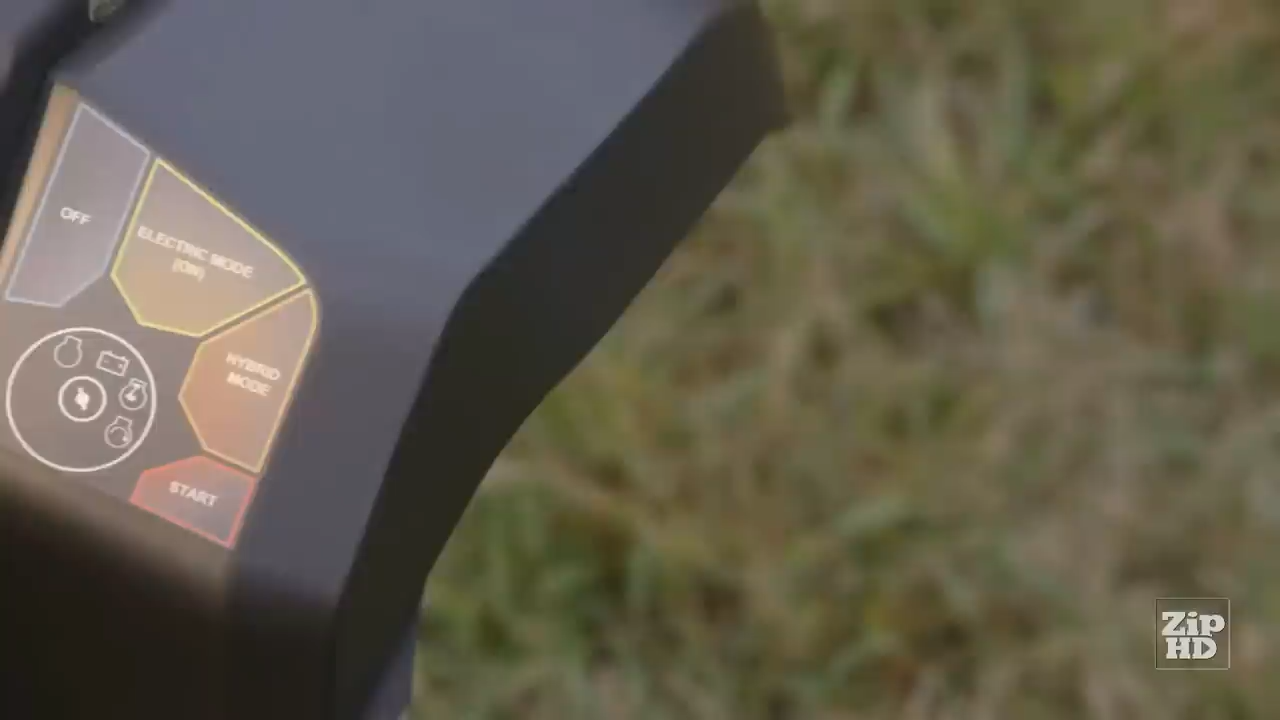 OFF
ELECTRIC MODE
(ON)
HYBRID
MODE
START
Zip
HD